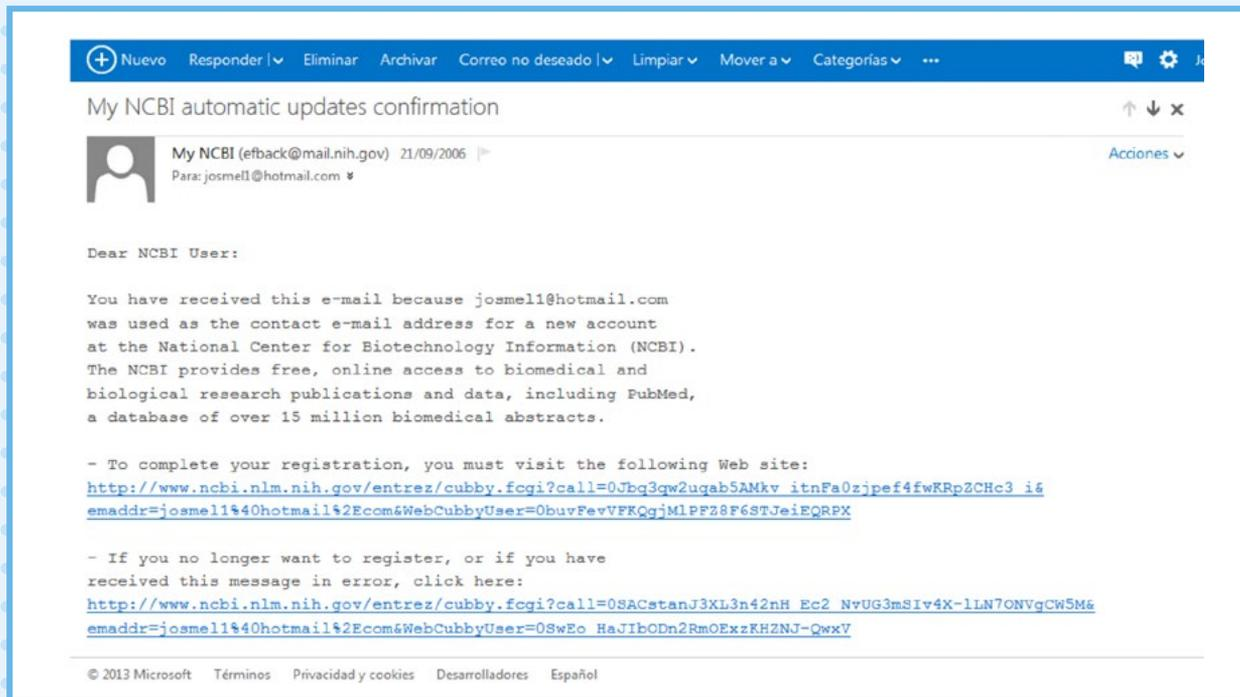 Nuevo Responder Eliminar Archivar Correo no deseado Limpiar Mover a Categorías ...
My NCBI automatic updates confirmation
My NCBI (efback@mail.nih.gov) 21/09/2006
Acciones
Para: josmel1@hotmail.com
Dear NCBI User:
You have received this e-mail because josmel1@hotmail.com
was used as the contact e-mail address for a new account
at the National Center for Biotechnology Information (NCBI).
The NCBI provides free, online access to biomedical and
biological research publications and data, including PubMed,
a database of over 15 million biomedical abstracts.
- To complete your registration, you must visit the following Web site:
http://www.ncbi.nlm.nih.gov/entrez/cubby.fcgi?call=0Jbq3qw2uqab5AMkv_itnFa0zjpef4fwKRpZCHc3_i&
emaddr=josmel1%40hotmail%2Ecom&WebCubbyUser=0buvFevVFKQgjMlPFZ8F6STJeiEQRPX
- If you no longer want to register, or if you have
received this message in error, click here:
http://www.ncbi.nlm.nih.gov/entrez/cubby.fcgi?call=0SACstanJ3XL3n42nH_Ec2_NvUG3mSIv4X-lLN7ONVgCW5M&
emaddr=josmel1%40hotmail%2Ecom&WebCubbyUser=0SwEo_HaJIbODn2RmOExzKHZNJ-QwxV
© 2013 Microsoft Términos Privacidad y cookies Desarrolladores Español